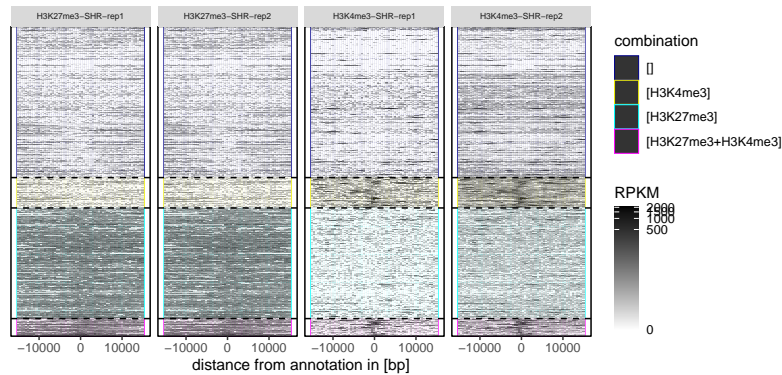 H3K27me3-SHR-rep1 H3K27me3-SHR-rep2 H3K4me3-SHR-rep1 H3K4me3-SHR-rep2
combination
[]
[H3K4me3]
[H3K27me3]
[H3K27me3+H3K4me3]
RPKM
2000
1000
500
0
−10000 0 10000 −10000 0 10000 −10000 0 10000 −10000 0 10000
distance from annotation in [bp]